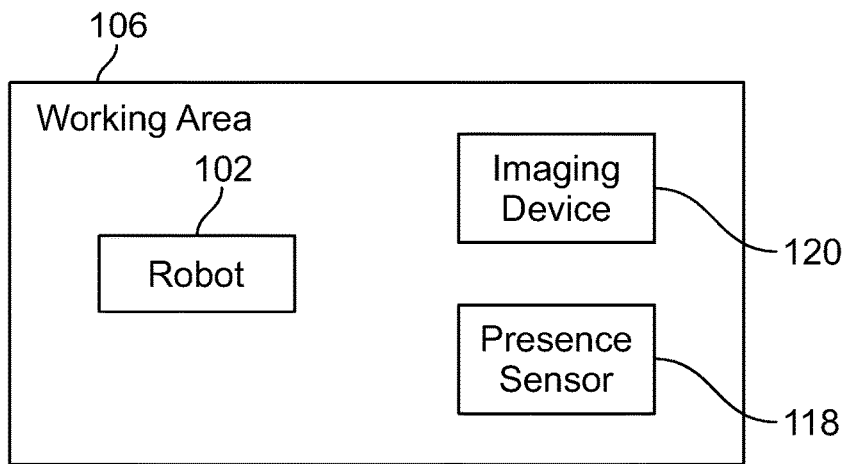 106
Working Area
102
Robot
Imaging
Device
120
Presence
Sensor
118